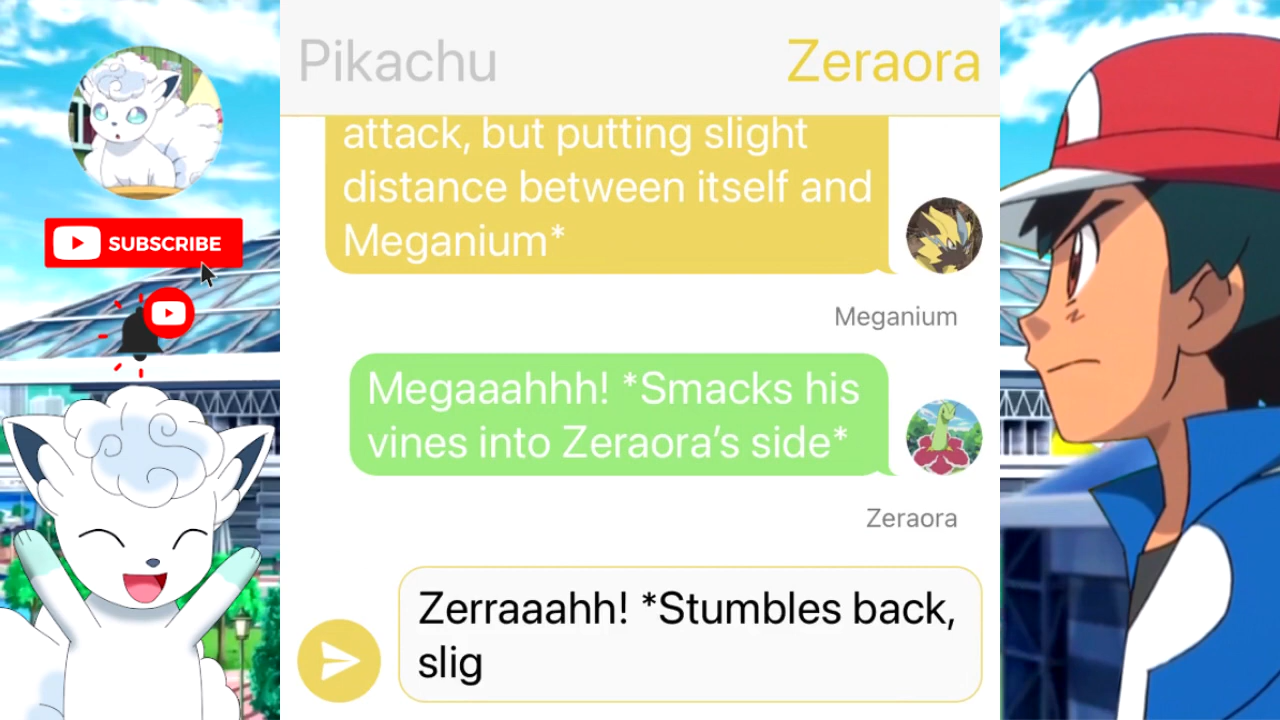 Pikachu
Zeraora
attack, but putting slight
distance between itself and
Meganium*
Meganium
Megaaahhh! *Smacks his
vines into Zeraora’s side*
Zeraora
Zerraaahh! *Stumbles back,
slig
SUBSCRIBE